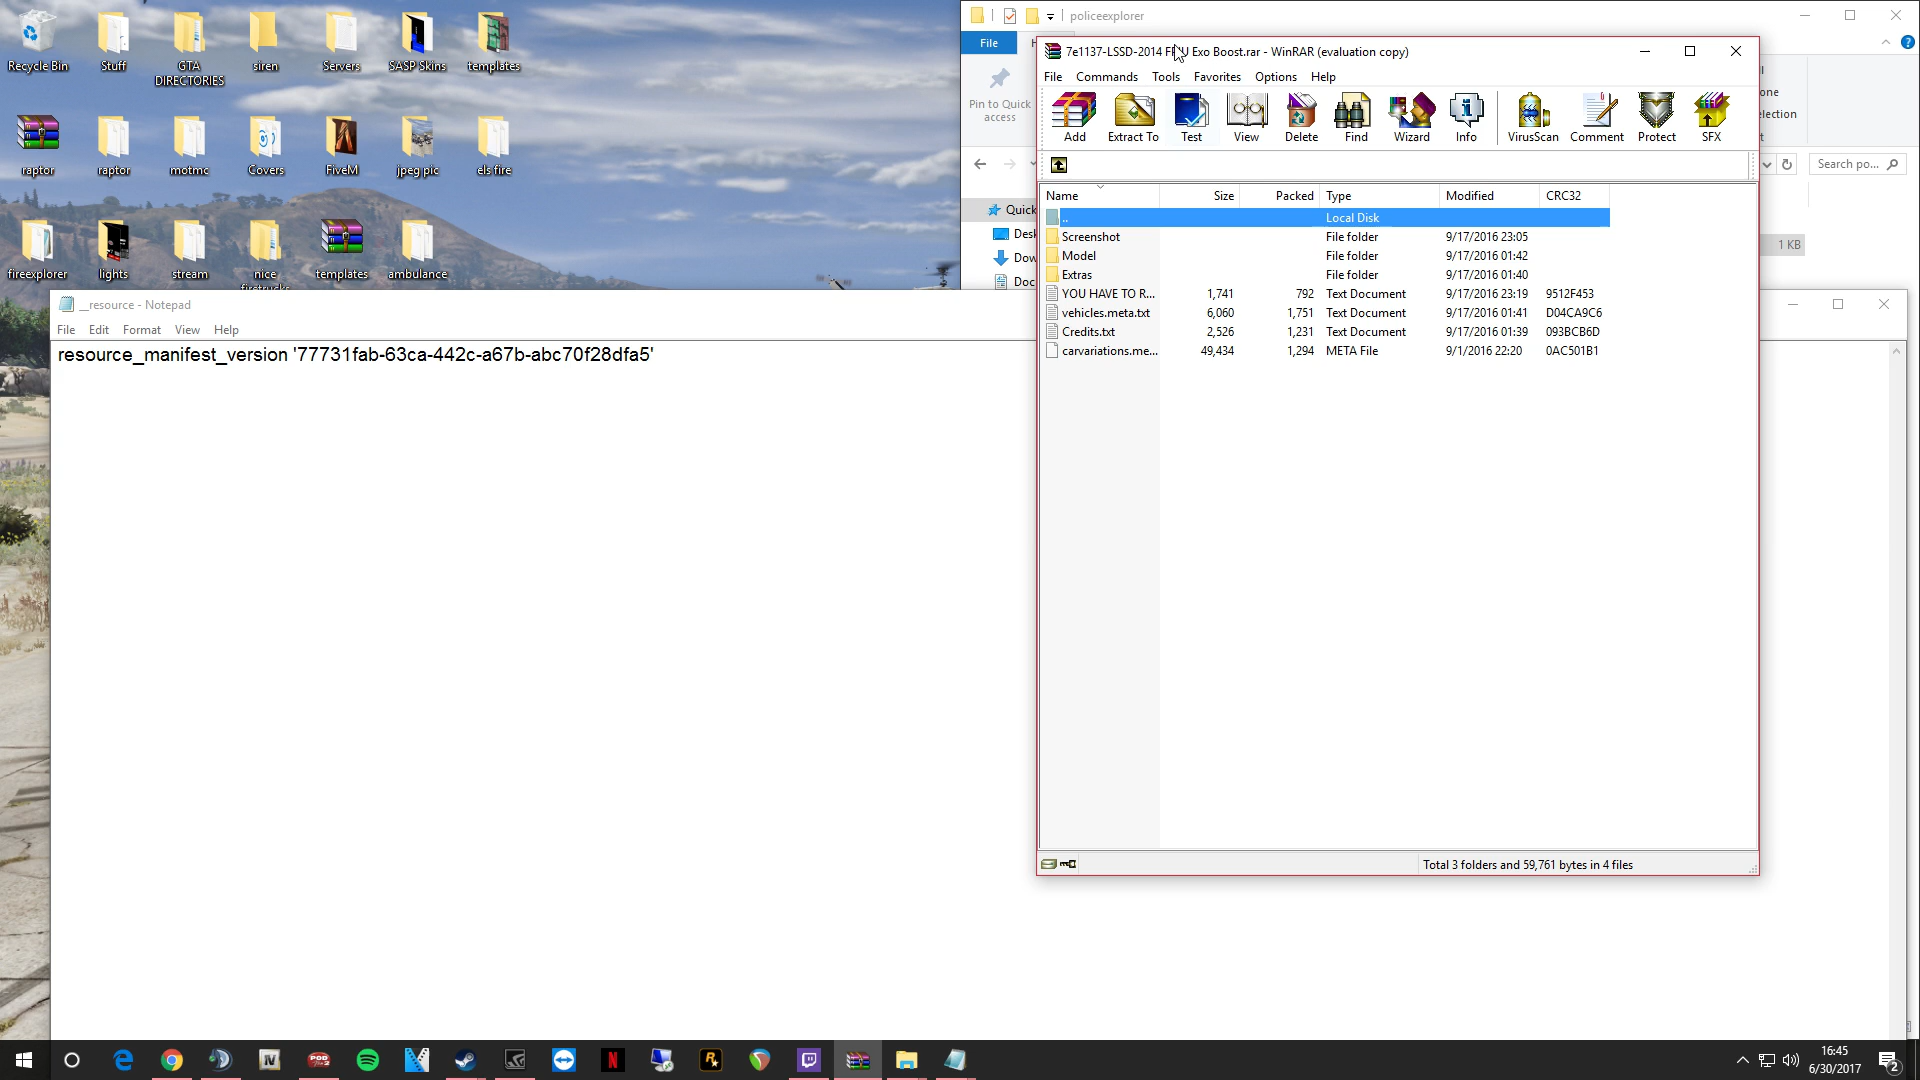 Recycle Bin
Stuff
GTA DIRECTORIES
siren
Servers
SASP Skins
templates
raptor
raptor
motmc
Covers
FiveM
jpeg pic
els fire
fireexplorer
lights
stream
nice
templates
ambulance
policeexplorer
File
Pin to Quick access
Search po...
Quick
1 KB
7e1137-LSSD-2014 FPIU Exo Boost.rar - WinRAR (evaluation copy)
File Commands Tools Favorites Options Help
Add Extract To Test View Delete Find Wizard Info VirusScan Comment Protect SFX
Name Size Packed Type Modified CRC32
.. Local Disk
Screenshot File folder 9/17/2016 23:05
Model File folder 9/17/2016 01:42
Extras File folder 9/17/2016 01:40
YOU HAVE TO R... 1,741 792 Text Document 9/17/2016 23:19 9512F453
vehicles.meta.txt 6,060 1,751 Text Document 9/17/2016 01:41 D04CA9C6
Credits.txt 2,526 1,231 Text Document 9/17/2016 01:39 093BCB6D
carvariations.me... 49,434 1,294 META File 9/1/2016 22:20 0AC501B1
Total 3 folders and 59,761 bytes in 4 files
__resource - Notepad
File Edit Format View Help
resource_manifest_version '77731fab-63ca-442c-a67b-abc70f28dfa5'
16:45
6/30/2017
2